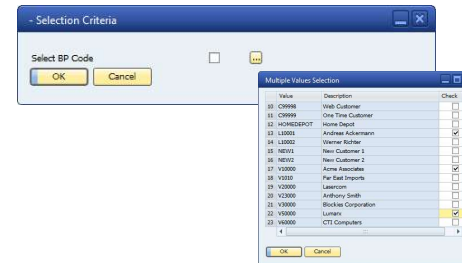 - Selection Criteria
Select BP Code
...
OK Cancel
Multiple Values Selection
Value Description Check
10 C99998 Web Customer
11 C99999 One Time Customer
12 HOMEDEPOT Home Depot
13 L10001 Andreas Ackermann
14 L10002 Werner Richter
15 NEW1 New Customer 1
16 NEW2 New Customer 2
17 V10000 Acme Associates
18 V1010 Far East Imports
19 V20000 Lasercom
20 V23000 Anthony Smith
21 V30000 Blockies Corporation
22 V50000 Lumarx
23 V60000 CTI Computers
OK Cancel